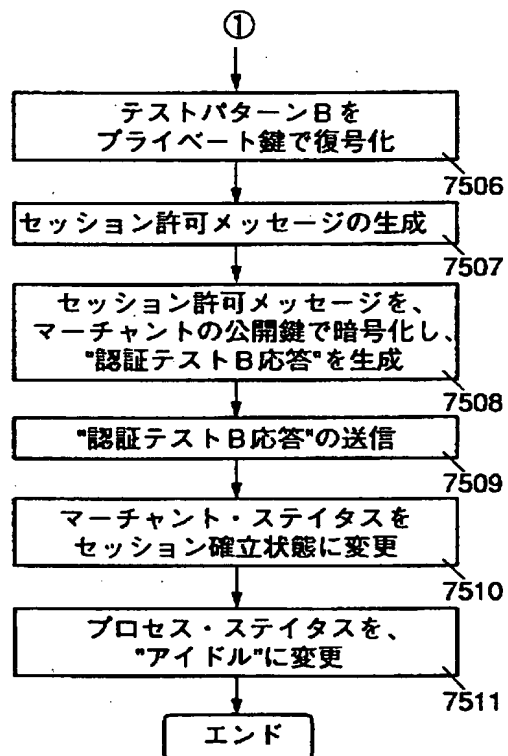 ①
テストパターンBを
プライベート鍵で復号化
7506
セッション許可メッセージの生成
7507
セッション許可メッセージを、
マーチャントの公開鍵で暗号化し、
"認証テストB応答"を生成
7508
"認証テストB応答"の送信
7509
マーチャント・ステイタスを
セッション確立状態に変更
7510
プロセス・ステイタスを、
"アイドル"に変更
7511
エンド